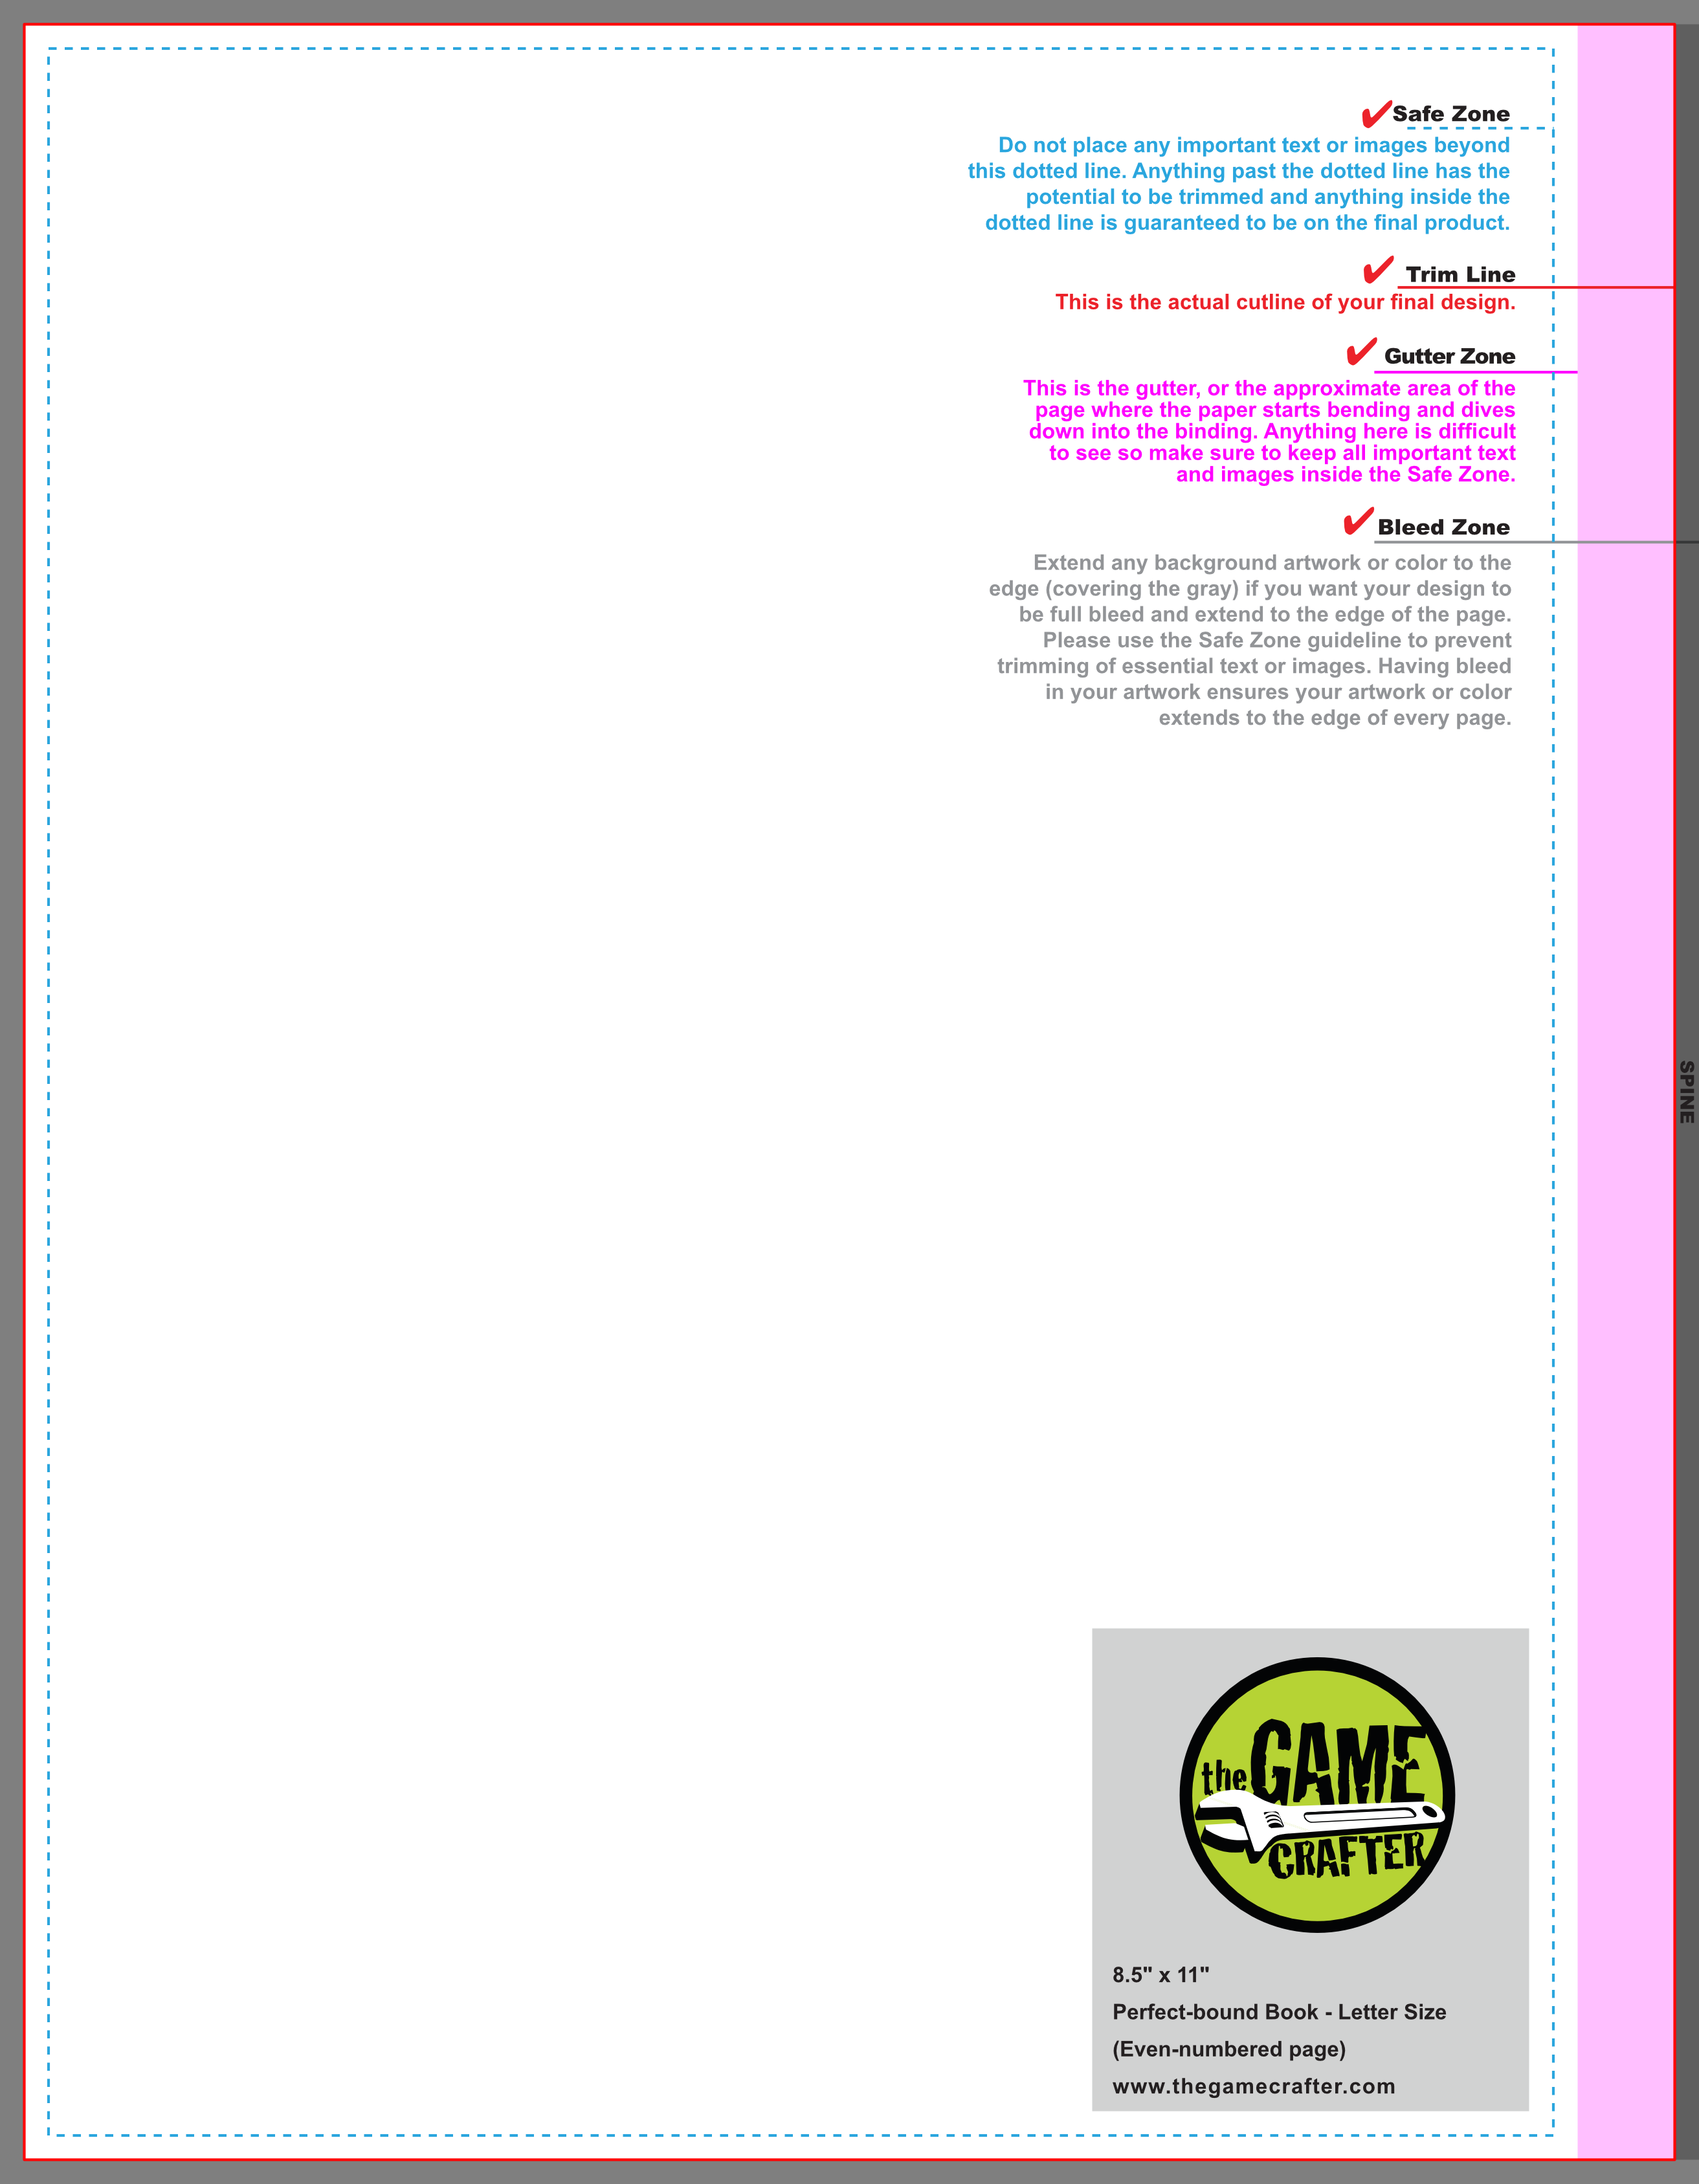 Safe Zone
Do not place any important text or images beyond
this dotted line. Anything past the dotted line has the
potential to be trimmed and anything inside the
dotted line is guaranteed to be on the final product.
Trim Line
This is the actual cutline of your final design.
Gutter Zone
This is the gutter, or the approximate area of the
page where the paper starts bending and dives
down into the binding. Anything here is difficult
to see so make sure to keep all important text
and images inside the Safe Zone.
Bleed Zone
Extend any background artwork or color to the
edge (covering the gray) if you want your design to
be full bleed and extend to the edge of the page.
Please use the Safe Zone guideline to prevent
trimming of essential text or images. Having bleed
in your artwork ensures your artwork or color
extends to the edge of every page.
SPINE
the GAME
CRAFTER
8.5" x 11"
Perfect-bound Book - Letter Size
(Even-numbered page)
www.thegamecrafter.com